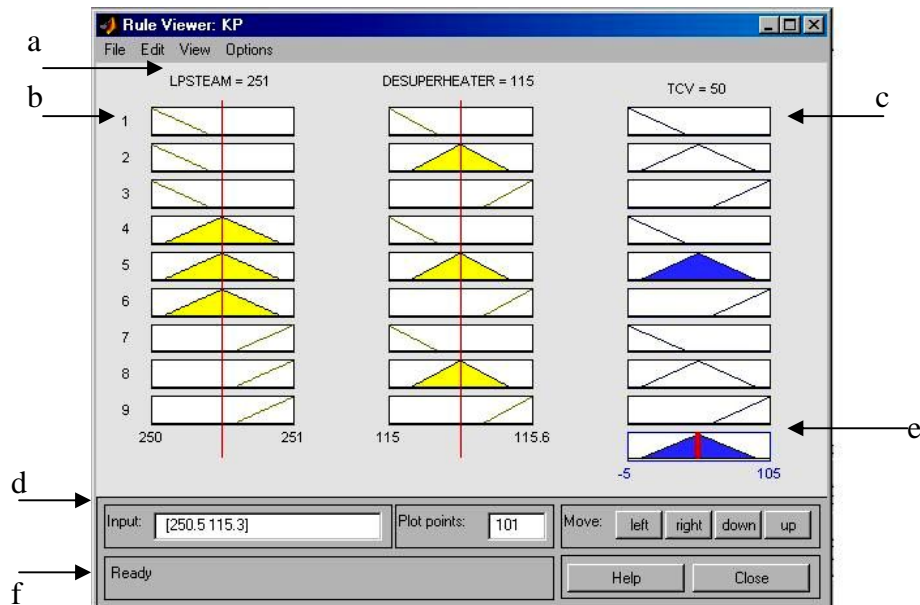 Rule Viewer: KP
File Edit View Options
a
LPSTEAM = 251 DESUPERHEATER = 115 TCV = 50
b
c
1
2
3
4
5
6
7
8
9
250 251 115 115.6
e
-5 105
d
Input: [250.5 115.3] Plot points: 101 Move: left right down up
Ready Help Close
f